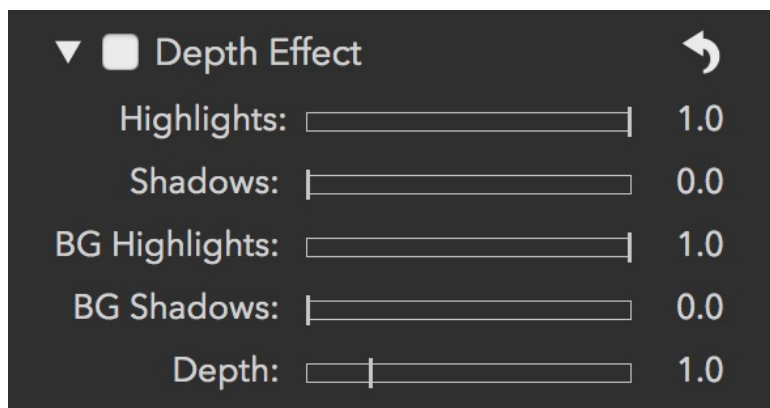 Depth Effect
Highlights: 1.0
Shadows: 0.0
BG Highlights: 1.0
BG Shadows: 0.0
Depth: 1.0